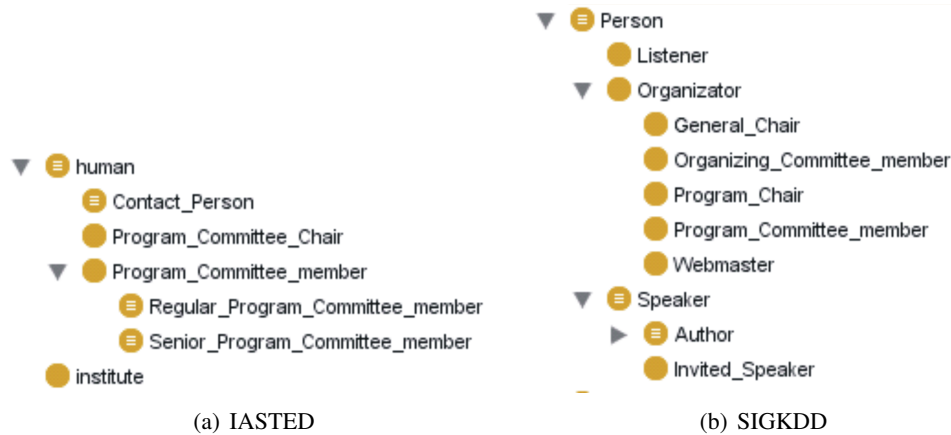 human
Contact_Person
Program_Committee_Chair
Program_Committee_member
Regular_Program_Committee_member
Senior_Program_Committee_member
institute
(a) IASTED
Person
Listener
Organizator
General_Chair
Organizing_Committee_member
Program_Chair
Program_Committee_member
Webmaster
Speaker
Author
Invited_Speaker
(b) SIGKDD